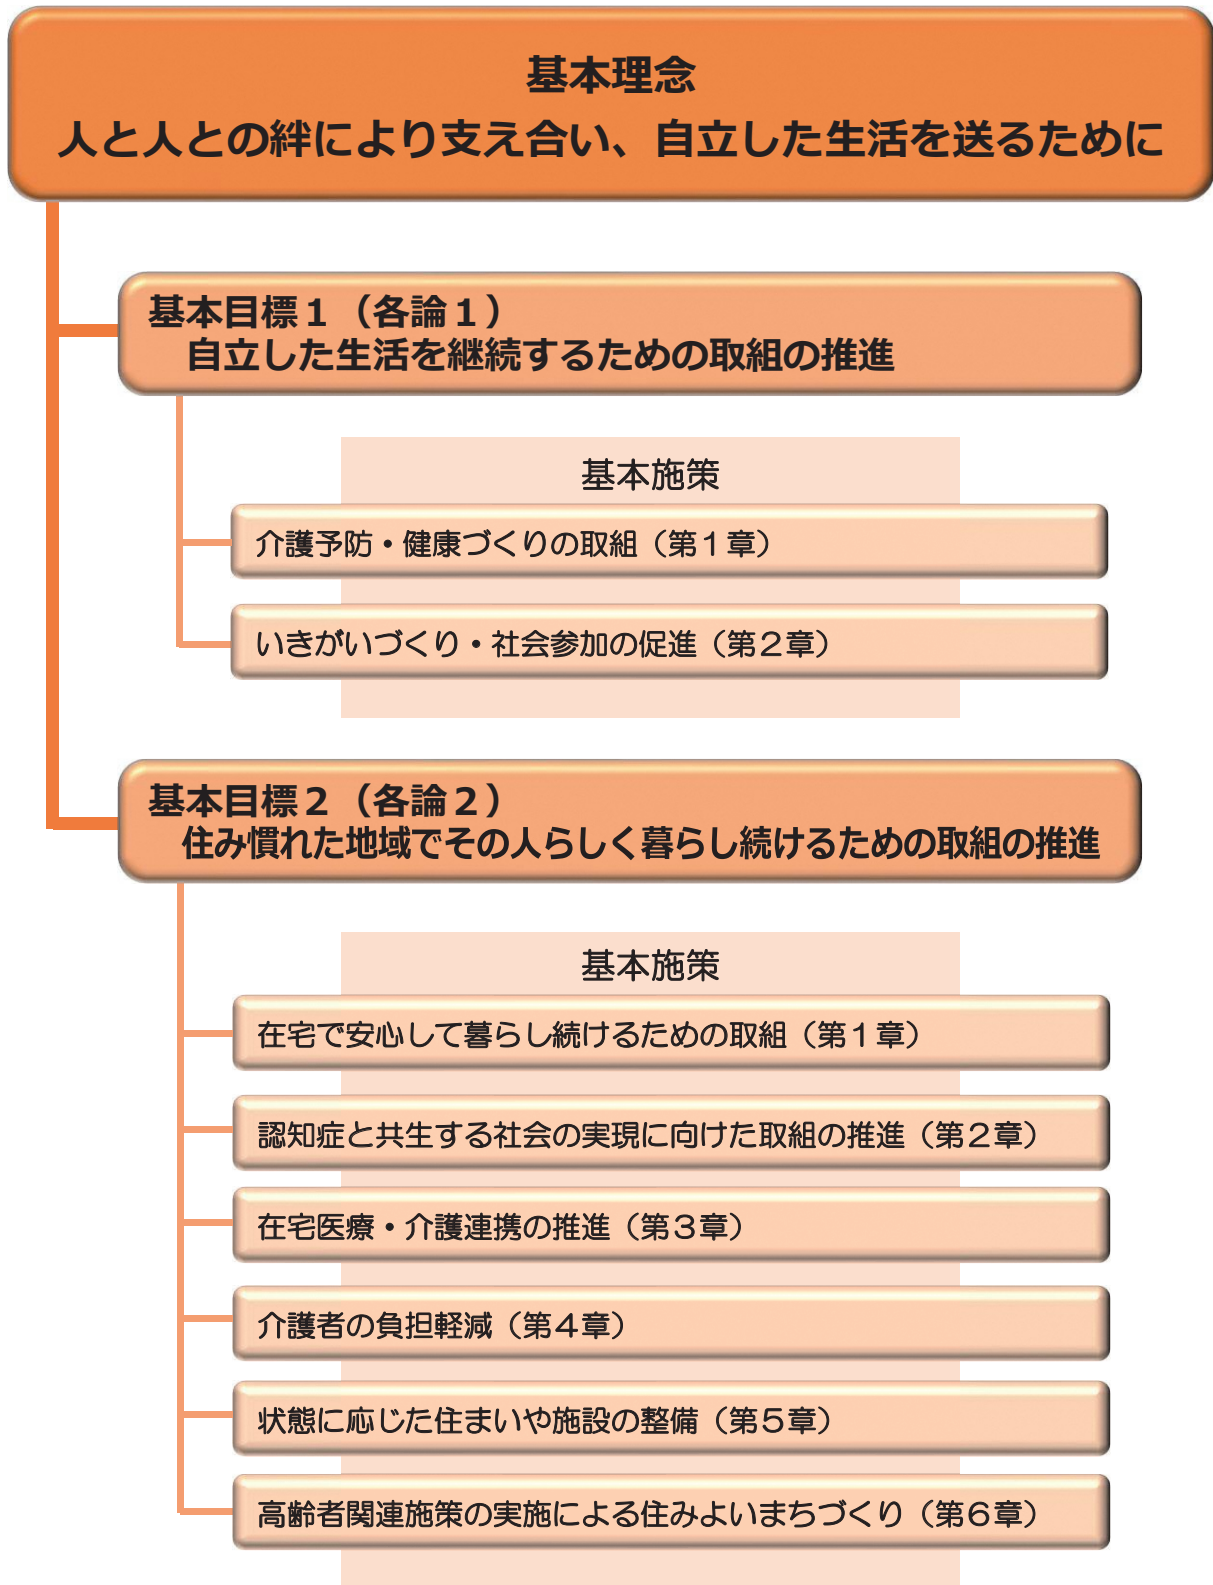 基本理念
人と人との絆により支え合い、自立した生活を送るために
基本目標１（各論１）
自立した生活を継続するための取組の推進
基本施策
介護予防・健康づくりの取組（第１章）
いきがいづくり・社会参加の促進（第２章）
基本目標２（各論２）
住み慣れた地域でその人らしく暮らし続けるための取組の推進
基本施策
在宅で安心して暮らし続けるための取組（第１章）
認知症と共生する社会の実現に向けた取組の推進（第２章）
在宅医療・介護連携の推進（第３章）
介護者の負担軽減（第４章）
状態に応じた住まいや施設の整備（第５章）
高齢者関連施策の実施による住みよいまちづくり（第６章）